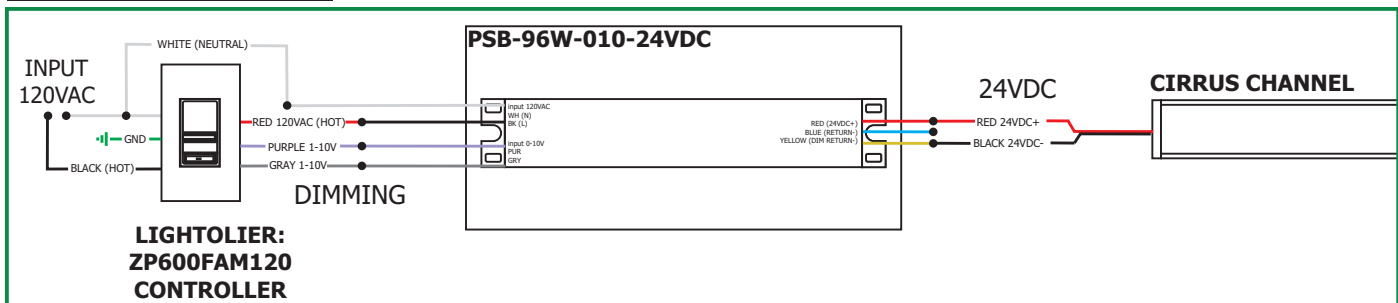 PSB-96W-010-24VDC
WHITE (NEUTRAL)
INPUT
120VAC
GND
BLACK (HOT)
RED 120VAC (HOT)
PURPLE 1-10V
GRAY 1-10V
DIMMING
LIGHTOLIER:
ZP600FAM120
CONTROLLER
input 120VAC
WH (N)
BK (L)
input 0-10V
PUR
GRY
RED (24VDC+)
BLUE (RETURN-)
YELLOW (DIM RETURN-)
24VDC
RED 24VDC+
BLACK 24VDC-
CIRRUS CHANNEL